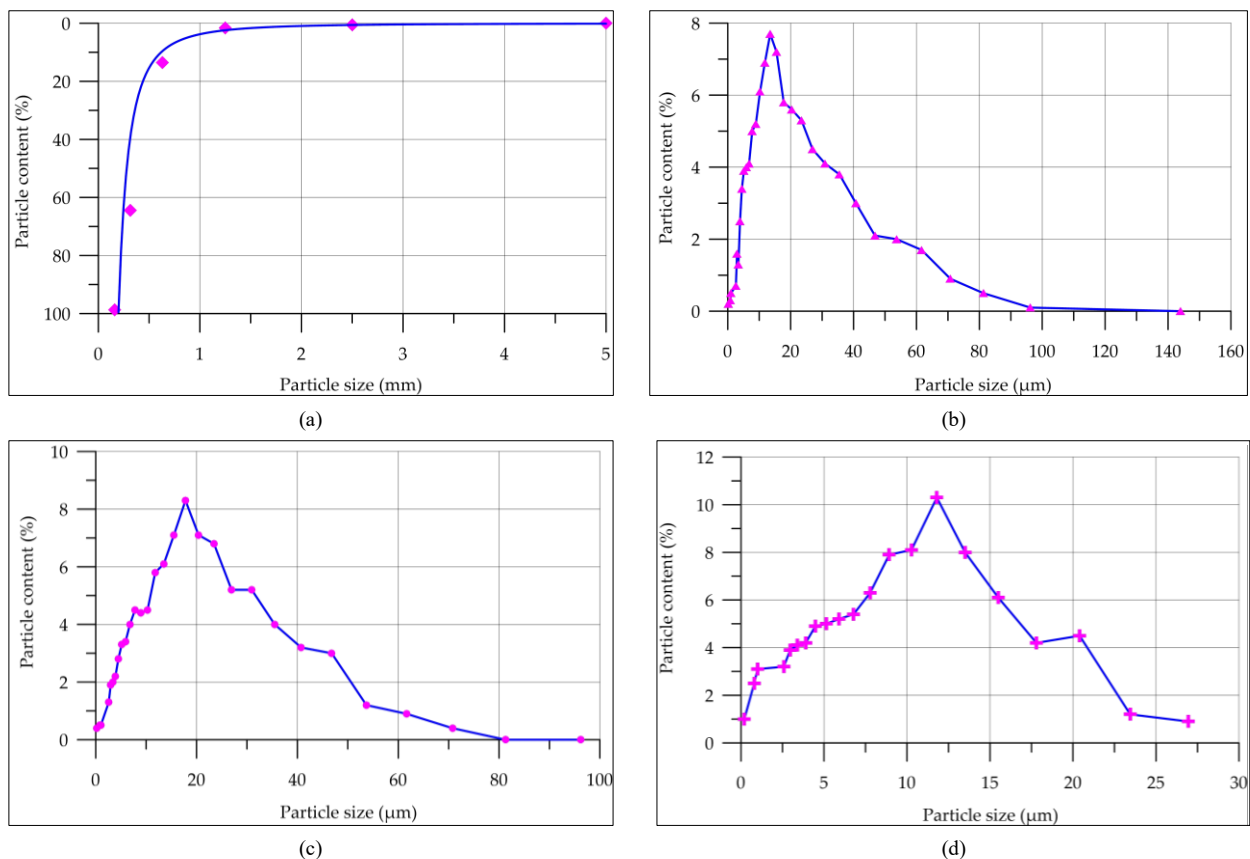 0
20
40
60
80
100
Particle content (%)
0 1 2 3 4 5
Particle size (mm)
(a)
8
6
4
2
0
Particle content (%)
0 20 40 60 80 100 120 140 160
Particle size (μm)
(b)
10
8
6
4
2
0
Particle content (%)
0 20 40 60 80 100
Particle size (μm)
(c)
12
10
8
6
4
2
0
Particle content (%)
0 5 10 15 20 25 30
Particle size (μm)
(d)